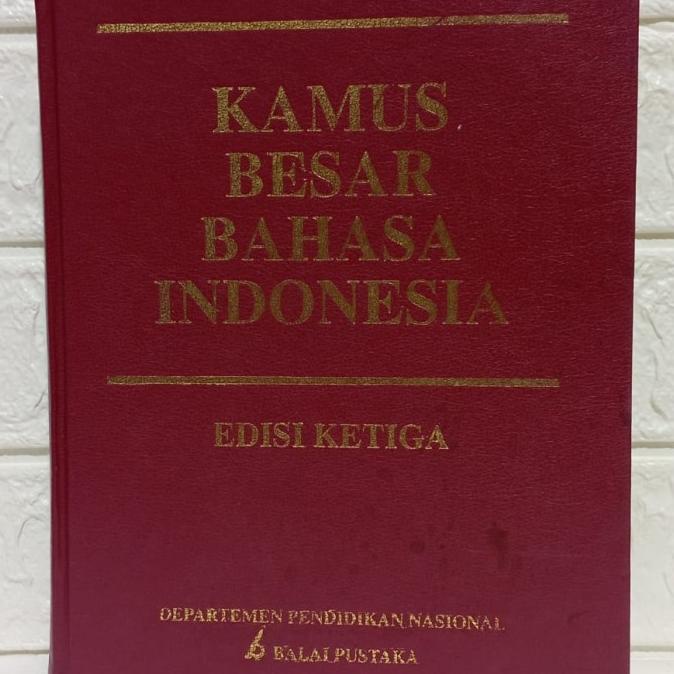 KAMUS
BESAR
BAHASA
INDONESIA
EDISI KETIGA
DEPARTEMEN PENDIDIKAN NASIONAL
BALAI PUSTAKA